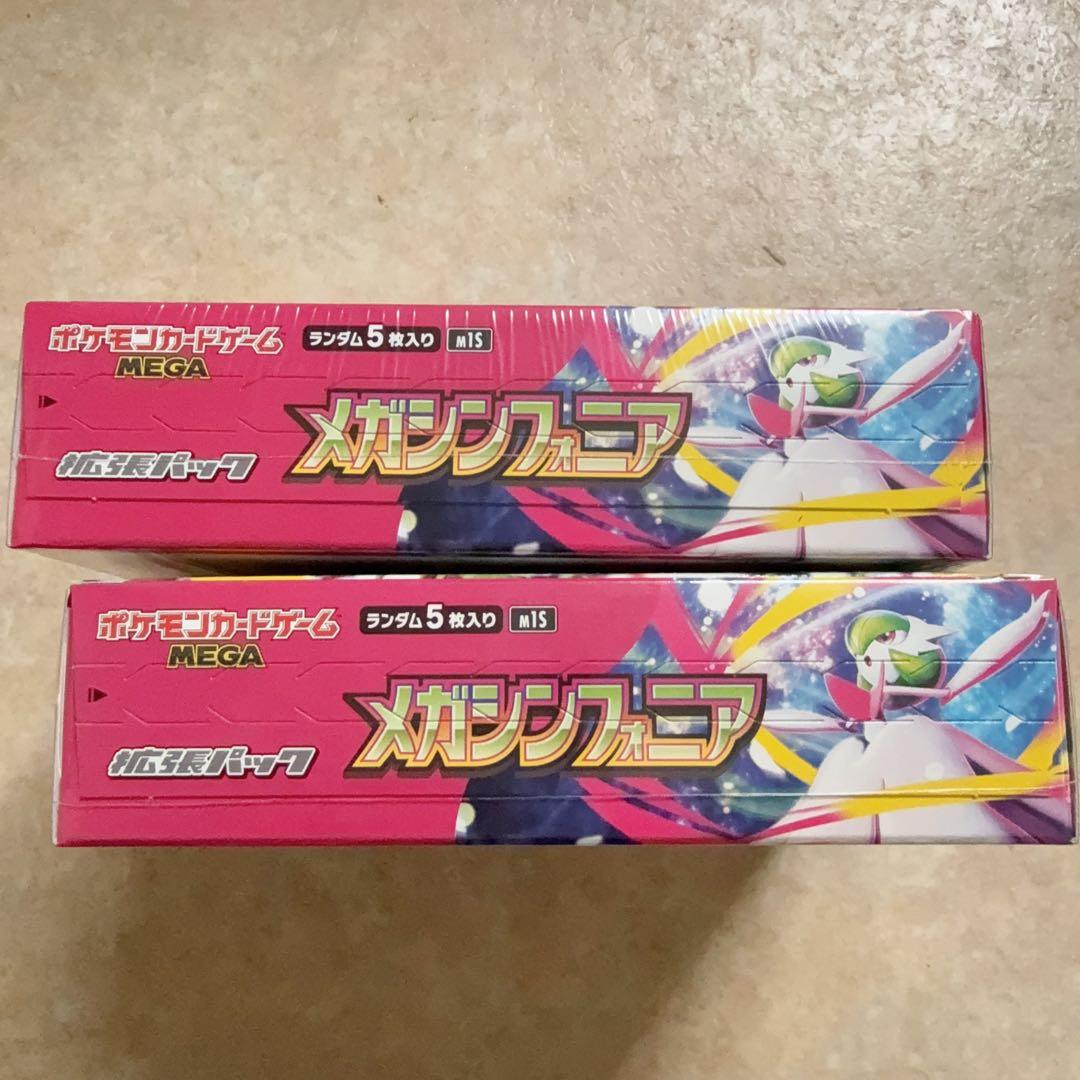 ポケモンカードゲーム
MEGA
ランダム5枚入り M1S
メガシンフォニア
拡張パック
ポケモンカードゲーム
MEGA
ランダム5枚入り M1S
メガシンフォニア
拡張パック